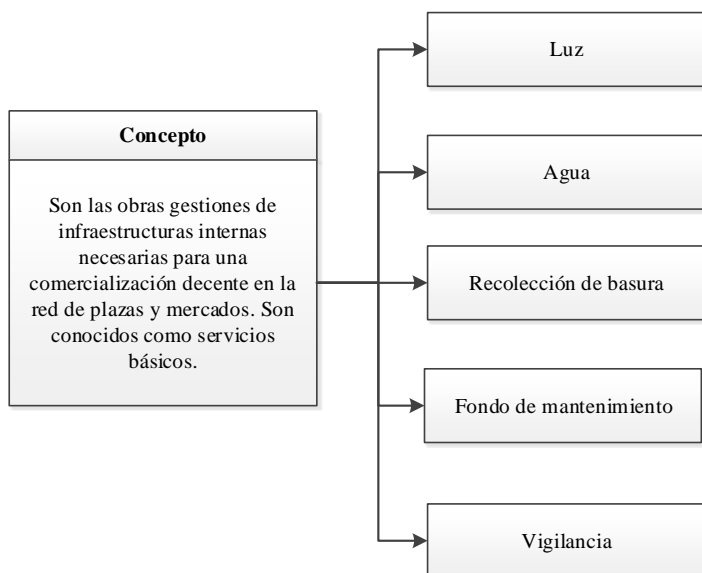 Concepto
Son las obras gestiones de
infraestructuras internas
necesarias para una
comercialización decente en la
red de plazas y mercados. Son
conocidos como servicios
básicos.
Luz
Agua
Recolección de basura
Fondo de mantenimiento
Vigilancia